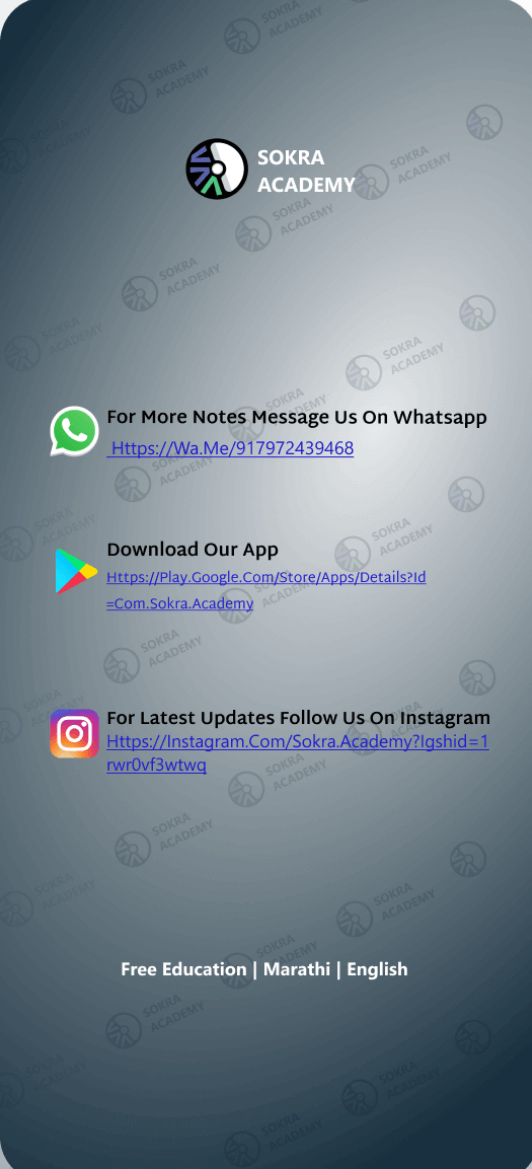 SOKRA
ACADEMY
For More Notes Message Us On Whatsapp
Https://Wa.Me/917972439468
Download Our App
Https://Play.Google.Com/Store/Apps/Details?Id
=Com.Sokra.Academy
For Latest Updates Follow Us On Instagram
Https://Instagram.Com/Sokra.Academy?Igshid=1
rwr0vf3wtwq
Free Education | Marathi | English